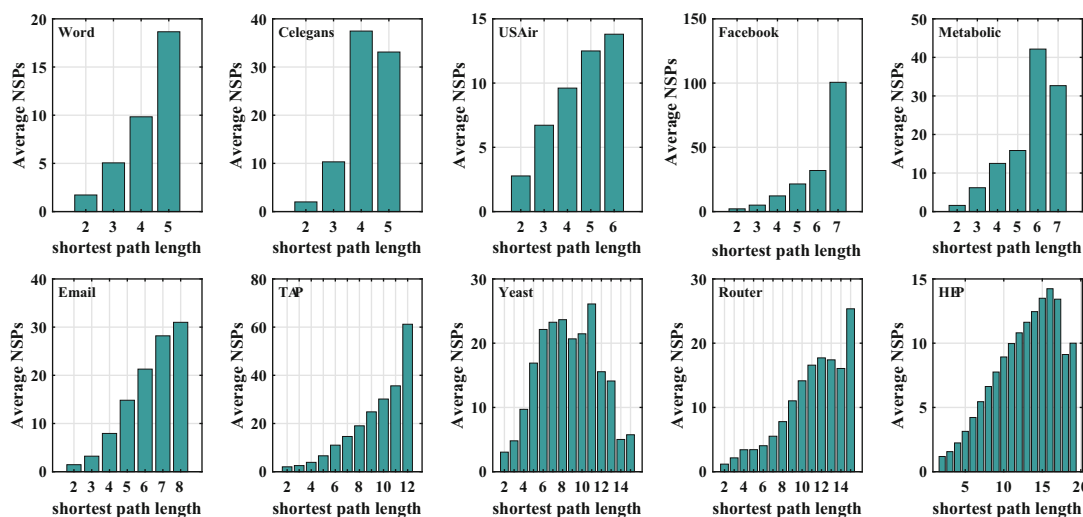 Word
Average NSPs
20
15
10
5
0
2 3 4 5
shortest path length
Celegans
Average NSPs
40
30
20
10
0
2 3 4 5
shortest path length
USAir
Average NSPs
15
10
5
0
2 3 4 5 6
shortest path length
Facebook
Average NSPs
150
100
50
0
2 3 4 5 6 7
shortest path length
Metabolic
Average NSPs
50
40
30
20
10
0
2 3 4 5 6 7
shortest path length
Email
Average NSPs
40
30
20
10
0
2 3 4 5 6 7 8
shortest path length
TAP
Average NSPs
80
60
40
20
0
2 4 6 8 10 12
shortest path length
Yeast
Average NSPs
30
20
10
0
2 4 6 8 10 12 14
shortest path length
Router
Average NSPs
30
20
10
0
2 4 6 8 10 12 14
shortest path length
HEP
Average NSPs
15
10
5
0
5 10 15 20
shortest path length